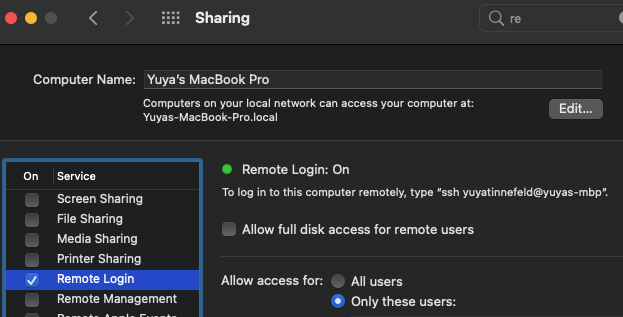 Sharing
re
Computer Name:
Yuya's MacBook Pro
Computers on your local network can access your computer at:
Yuyas-MacBook-Pro.local
Edit...
On
Service
Screen Sharing
File Sharing
Media Sharing
Printer Sharing
Remote Login
Remote Management
Remote Apple Events
Remote Login: On
To log in to this computer remotely, type “ssh yuyatinnefeld@yuyas-mbp”.
Allow full disk access for remote users
Allow access for:
All users
Only these users: